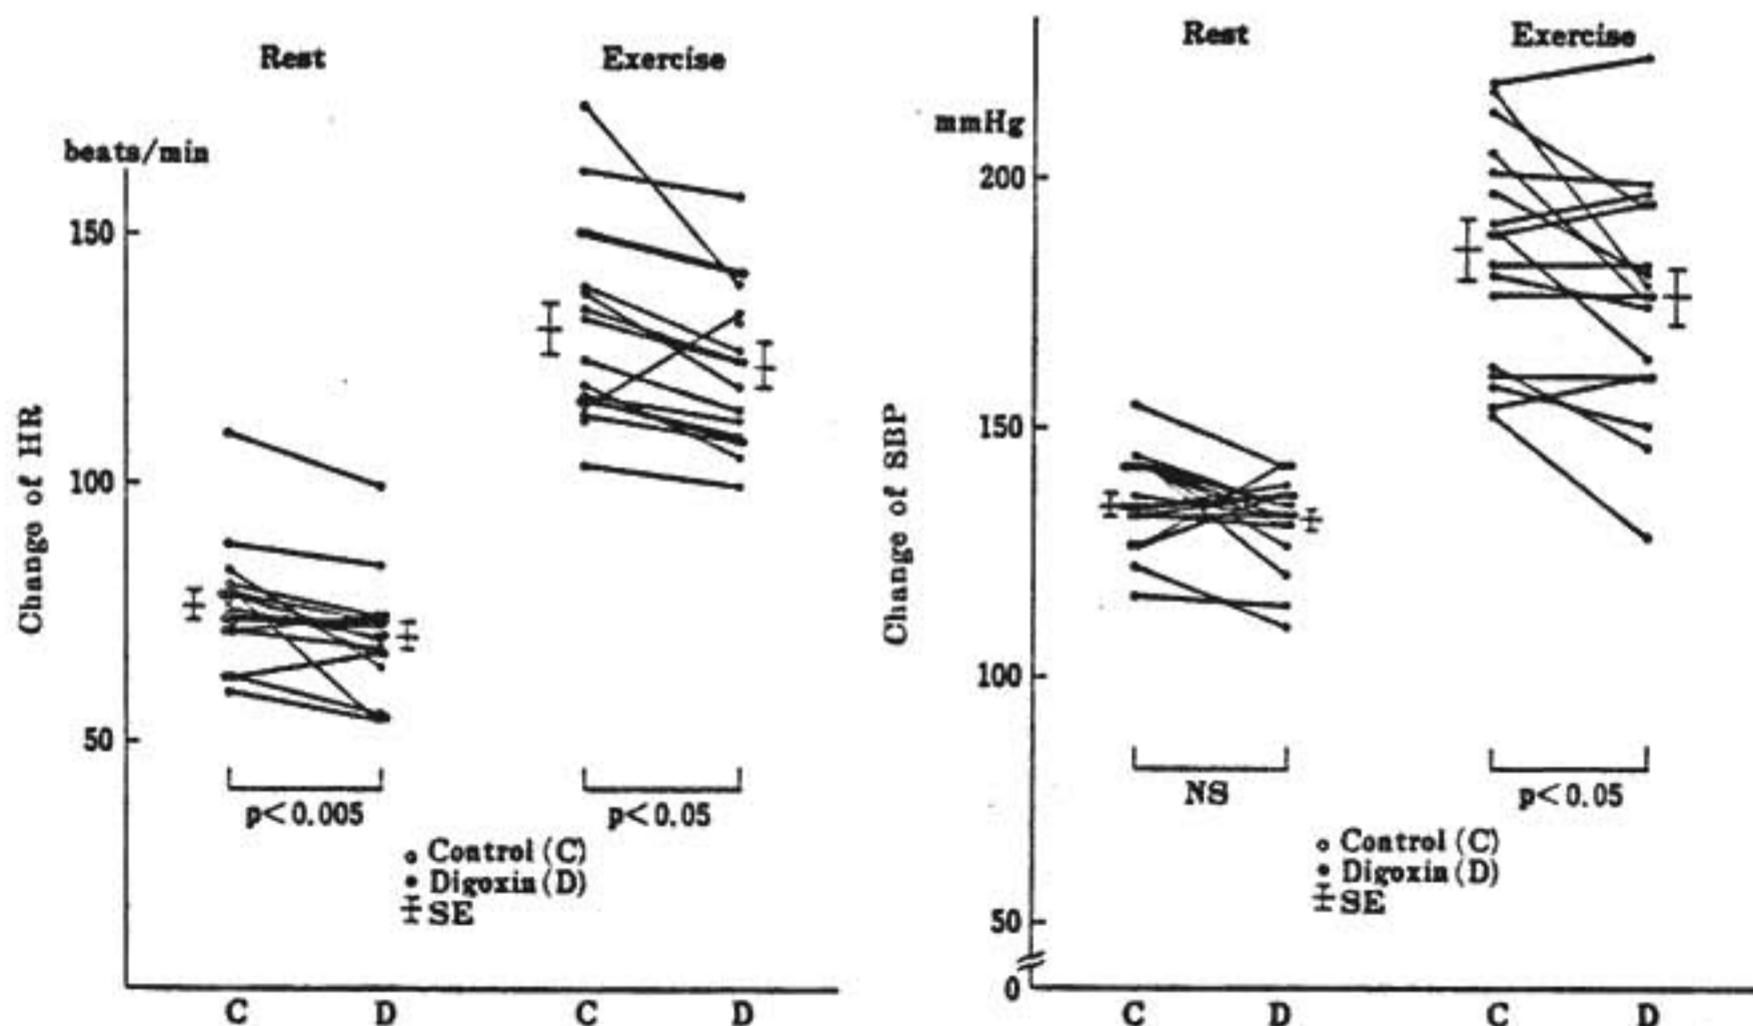 Rest
Exercise
beats/min
150
100
50
Change of HR
p<0.005
p<0.05
Control (C)
Digoxin (D)
SE
C
D
C
D
Rest
Exercise
mmHg
200
150
100
50
0
Change of SBP
NS
p<0.05
Control (C)
Digoxin (D)
SE
C
D
C
D